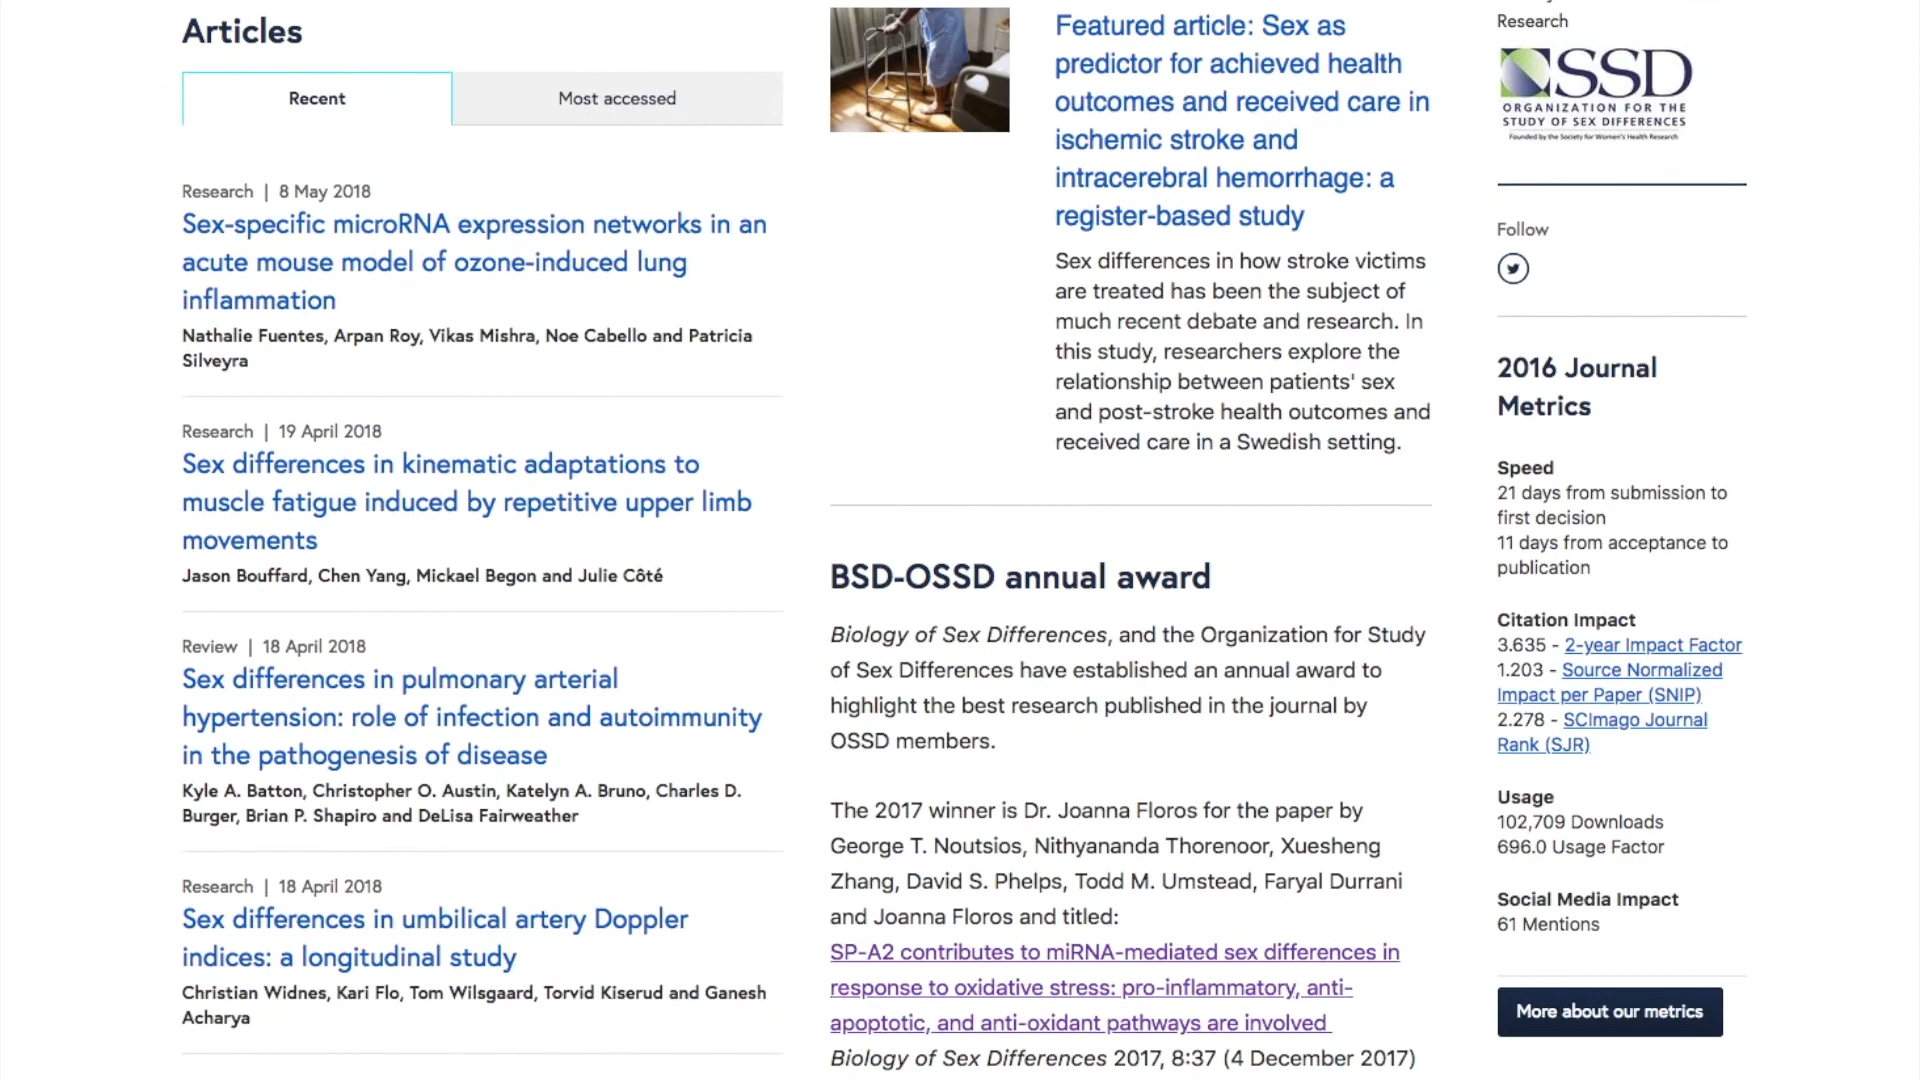 Articles
Recent
Most accessed
Research | 8 May 2018
Sex-specific microRNA expression networks in an
acute mouse model of ozone-induced lung
inflammation
Nathalie Fuentes, Arpan Roy, Vikas Mishra, Noe Cabello and Patricia
Silveyra
Research | 19 April 2018
Sex differences in kinematic adaptations to
muscle fatigue induced by repetitive upper limb
movements
Jason Bouffard, Chen Yang, Mickael Begon and Julie Côté
Review | 18 April 2018
Sex differences in pulmonary arterial
hypertension: role of infection and autoimmunity
in the pathogenesis of disease
Kyle A. Batton, Christopher O. Austin, Katelyn A. Bruno, Charles D.
Burger, Brian P. Shapiro and DeLisa Fairweather
Research | 18 April 2018
Sex differences in umbilical artery Doppler
indices: a longitudinal study
Christian Widnes, Kari Flo, Tom Wilsgaard, Torvid Kiserud and Ganesh
Acharya
Featured article: Sex as
predictor for achieved health
outcomes and received care in
ischemic stroke and
intracerebral hemorrhage: a
register-based study
Sex differences in how stroke victims
are treated has been the subject of
much recent debate and research. In
this study, researchers explore the
relationship between patients' sex
and post-stroke health outcomes and
received care in a Swedish setting.
BSD-OSSD annual award
Biology of Sex Differences, and the Organization for Study
of Sex Differences have established an annual award to
highlight the best research published in the journal by
OSSD members.
The 2017 winner is Dr. Joanna Floros for the paper by
George T. Noutsios, Nithyananda Thorenoor, Xuesheng
Zhang, David S. Phelps, Todd M. Umstead, Faryal Durrani
and Joanna Floros and titled:
SP-A2 contributes to miRNA-mediated sex differences in
response to oxidative stress: pro-inflammatory, anti-
apoptotic, and anti-oxidant pathways are involved
Biology of Sex Differences 2017, 8:37 (4 December 2017)
Research
OSSD
ORGANIZATION FOR THE
STUDY OF SEX DIFFERENCES
Founded by the Society for Women's Health Research
Follow
2016 Journal
Metrics
Speed
21 days from submission to
first decision
11 days from acceptance to
publication
Citation Impact
3.635 - 2-year Impact Factor
1.203 - Source Normalized
Impact per Paper (SNIP)
2.278 - SCImago Journal
Rank (SJR)
Usage
102,709 Downloads
696.0 Usage Factor
Social Media Impact
61 Mentions
More about our metrics